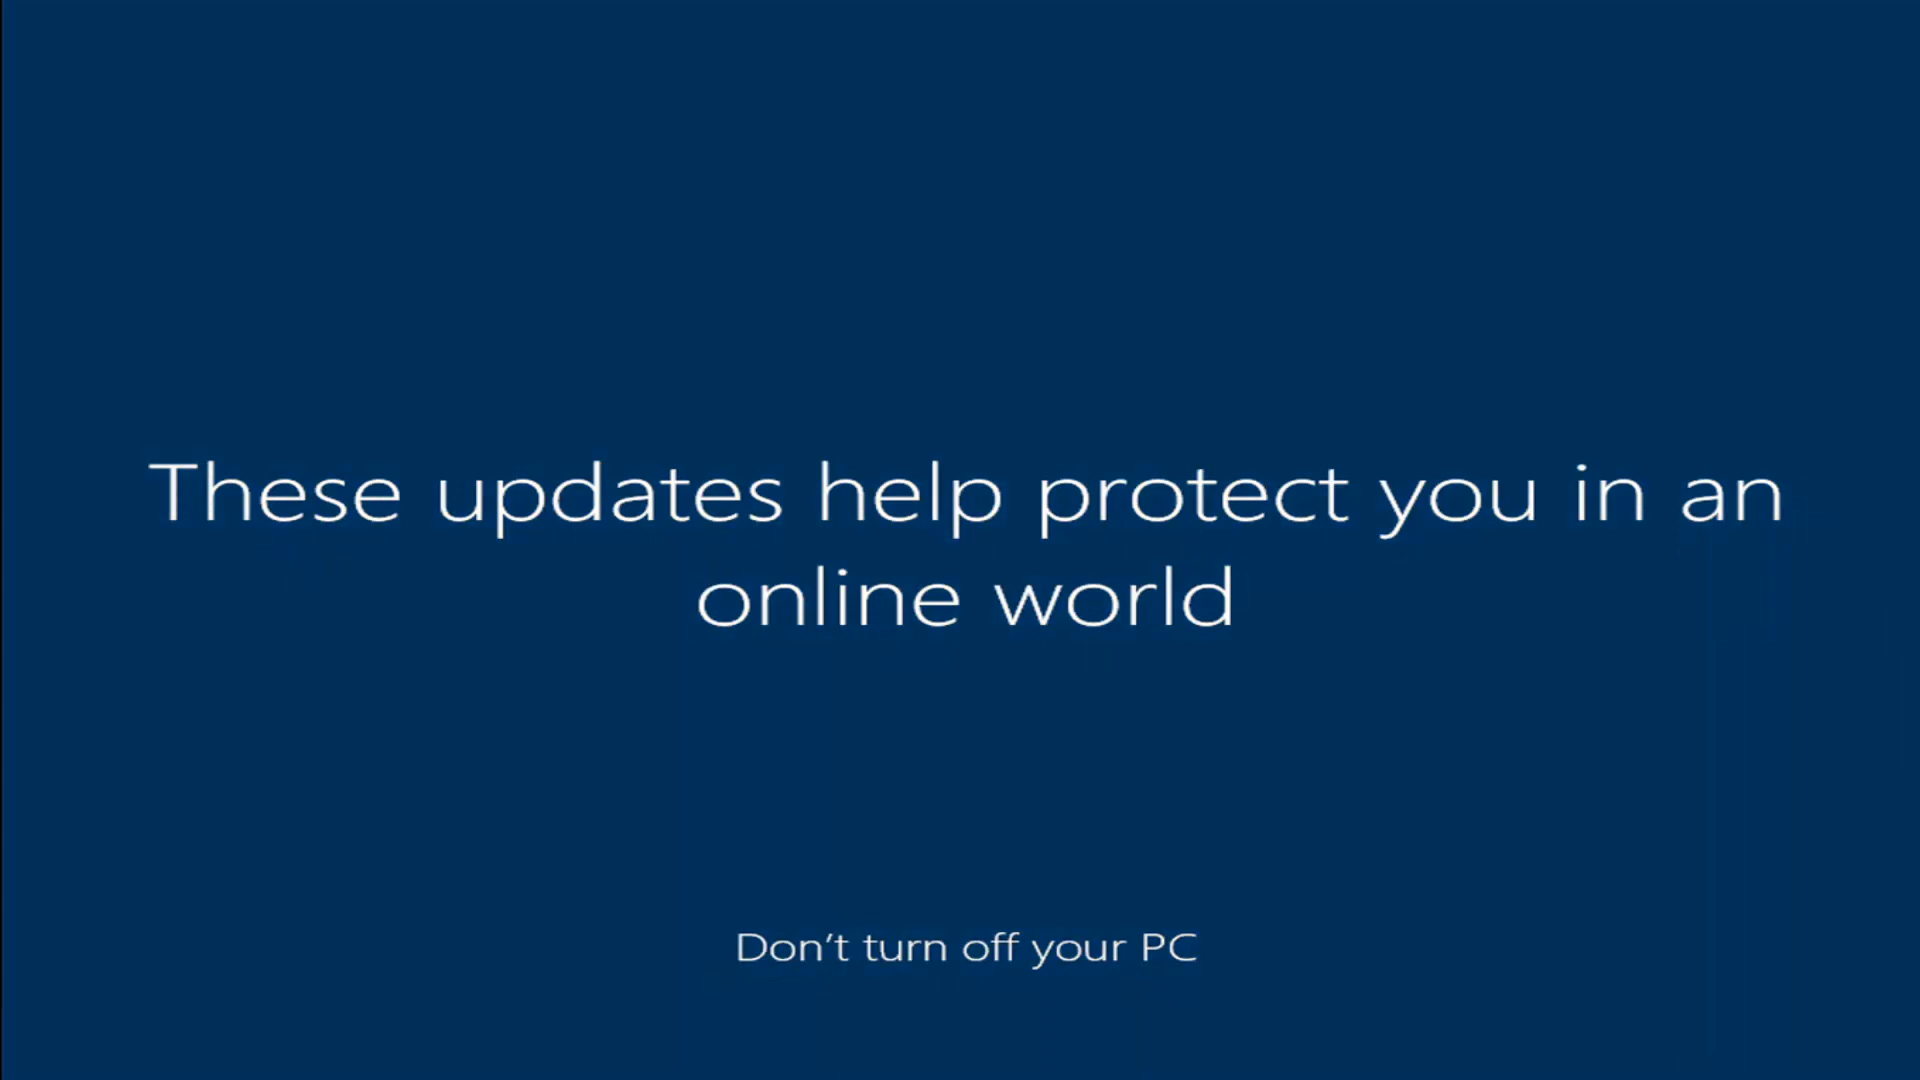 These updates help protect you in an
online world
Don’t turn off your PC